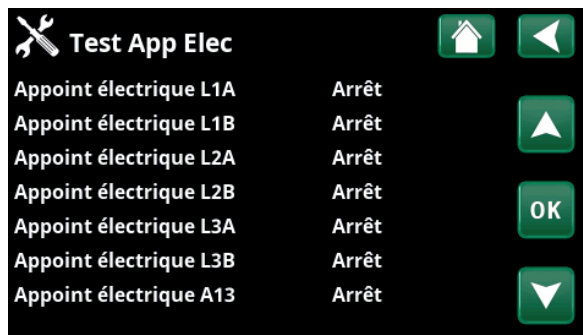 Test App Elec
Appoint électrique L1A Arrêt
Appoint électrique L1B Arrêt
Appoint électrique L2A Arrêt
Appoint électrique L2B Arrêt
Appoint électrique L3A Arrêt
Appoint électrique L3B Arrêt
Appoint électrique A13 Arrêt
OK